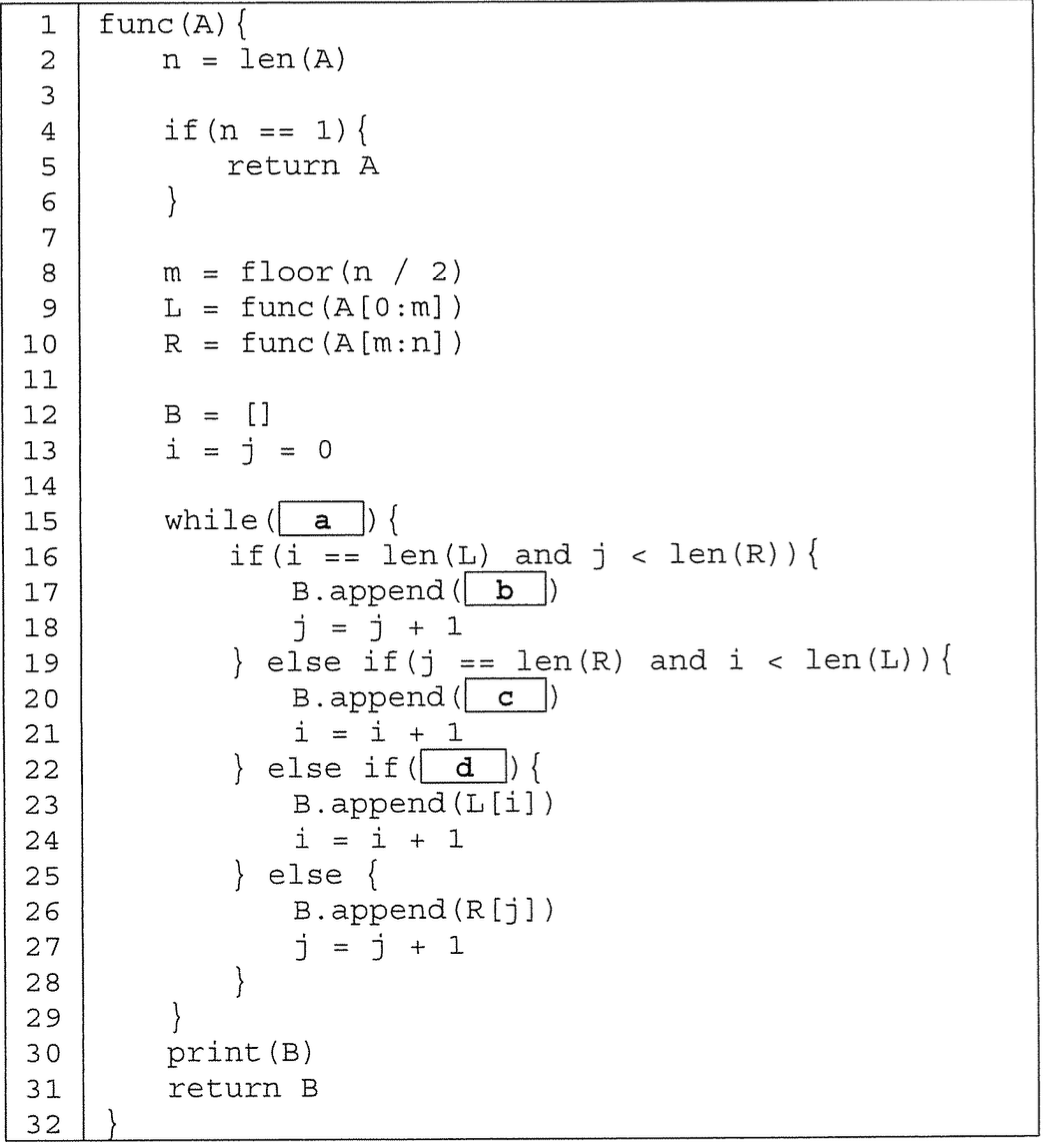 1 func(A){
2 n = len(A)
3
4 if(n == 1){
5 return A
6 }
7
8 m = floor(n / 2)
9 L = func(A[0:m])
10 R = func(A[m:n])
11
12 B = []
13 i = j = 0
14
15 while( a ){
16 if(i == len(L) and j < len(R)){
17 B.append( b )
18 j = j + 1
19 } else if(j == len(R) and i < len(L)){
20 B.append( c )
21 i = i + 1
22 } else if( d ){
23 B.append(L[i])
24 i = i + 1
25 } else {
26 B.append(R[j])
27 j = j + 1
28 }
29 }
30 print(B)
31 return B
32 }